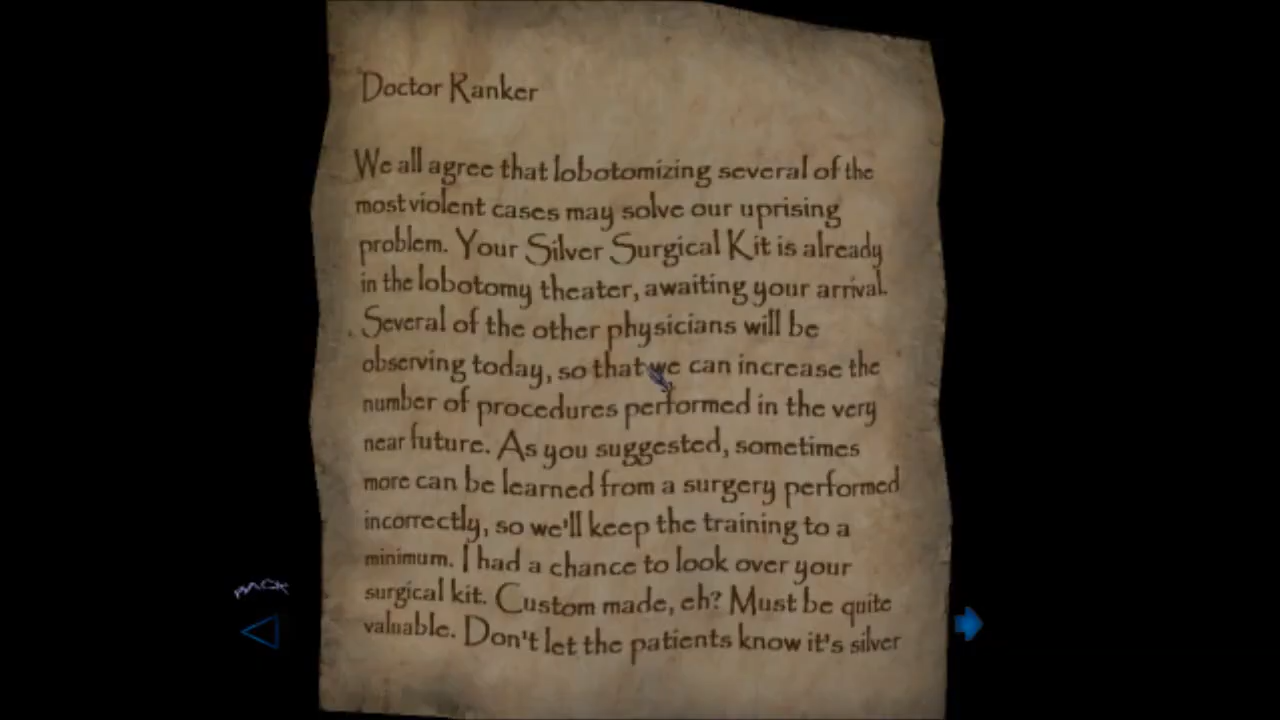 Doctor Ranker
We all agree that lobotomizing several of the
most violent cases may solve our uprising
problem. Your Silver Surgical Kit is already
in the lobotomy theater, awaiting your arrival.
Several of the other physicians will be
observing today, so that we can increase the
number of procedures performed in the very
near future. As you suggested, sometimes
more can be learned from a surgery performed
incorrectly, so we'll keep the training to a
minimum. I had a chance to look over your
surgical kit. Custom made, eh? Must be quite
valuable. Don't let the patients know it's silver
BACK